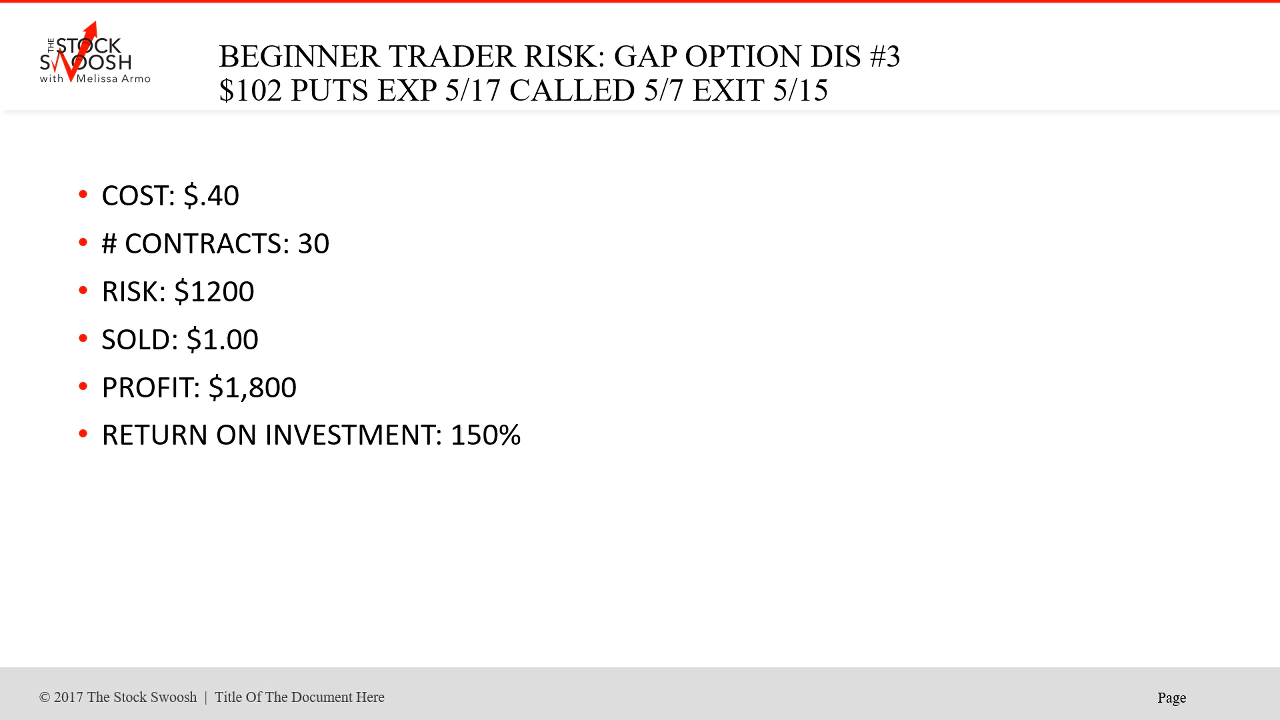 THE STOCK
SWOOSH
with Melissa Armo
BEGINNER TRADER RISK: GAP OPTION DIS #3
$102 PUTS EXP 5/17 CALLED 5/7 EXIT 5/15
• COST: $.40
• # CONTRACTS: 30
• RISK: $1200
• SOLD: $1.00
• PROFIT: $1,800
• RETURN ON INVESTMENT: 150%
© 2017 The Stock Swoosh | Title Of The Document Here
Page